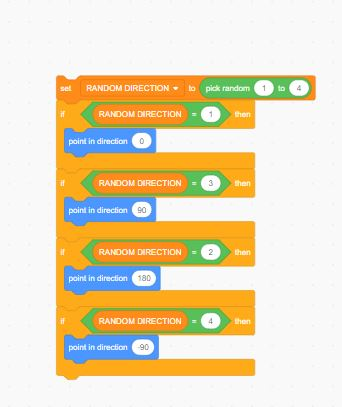 set RANDOM DIRECTION to pick random 1 to 4
if RANDOM DIRECTION = 1 then
point in direction 0
if RANDOM DIRECTION = 3 then
point in direction 90
if RANDOM DIRECTION = 2 then
point in direction 180
if RANDOM DIRECTION = 4 then
point in direction -90